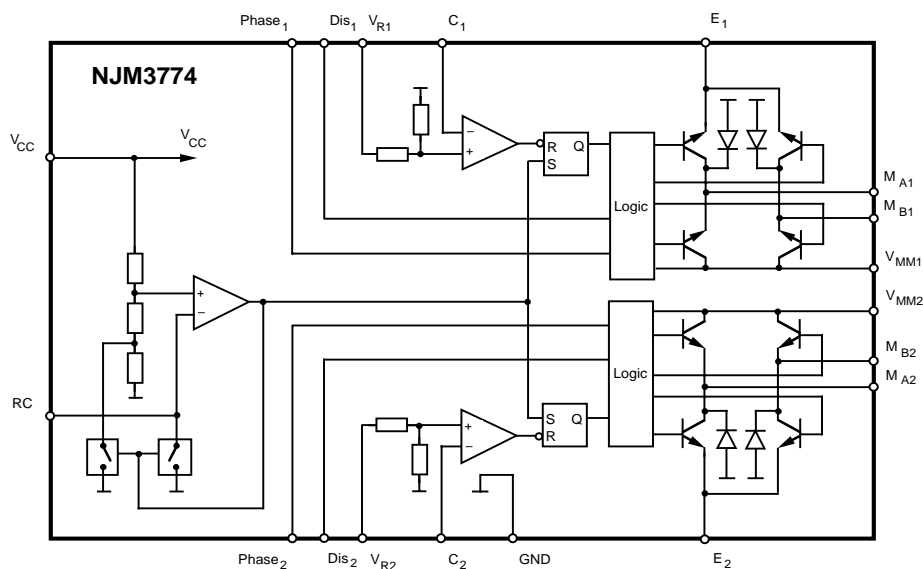 Phase1 Dis1 VR1 C1 E1
NJM3774
VCC VCC
R Q
S
Logic
MA1
MB1
VMM1
VMM2
MB2
MA2
+
−
−
+
RC
Logic
S Q
R
+
−
Phase2 Dis2 VR2 C2 GND E2